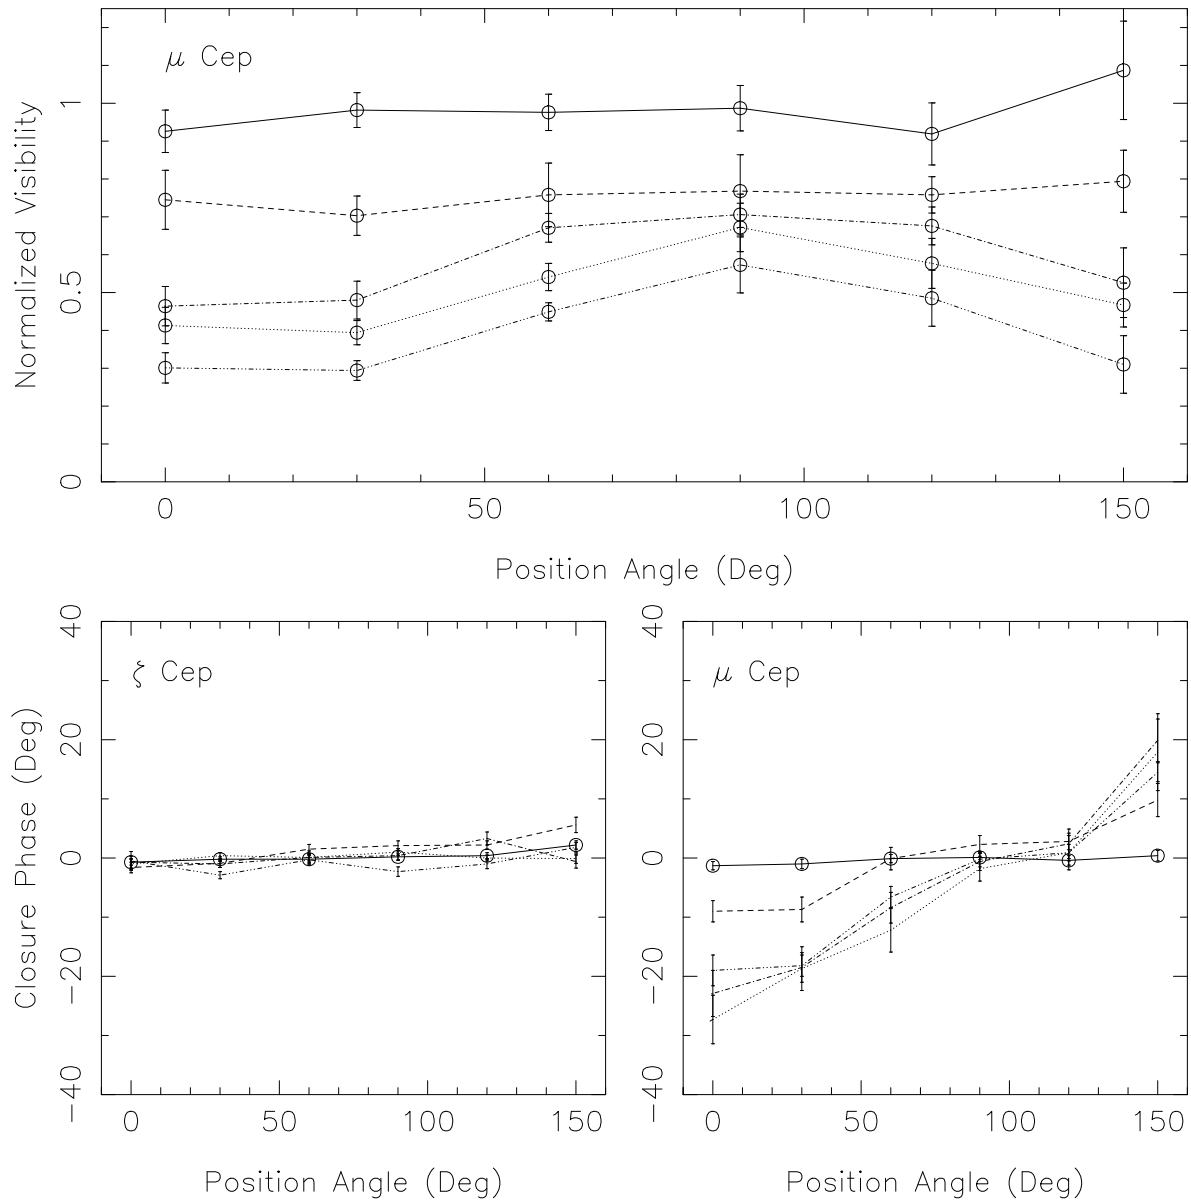 μ Cep
Normalized Visibility
1
0.5
0
0 50 100 150
Position Angle (Deg)
ζ Cep
Closure Phase (Deg)
40
20
0
−20
−40
0 50 100 150
Position Angle (Deg)
μ Cep
40
20
0
−20
−40
0 50 100 150
Position Angle (Deg)